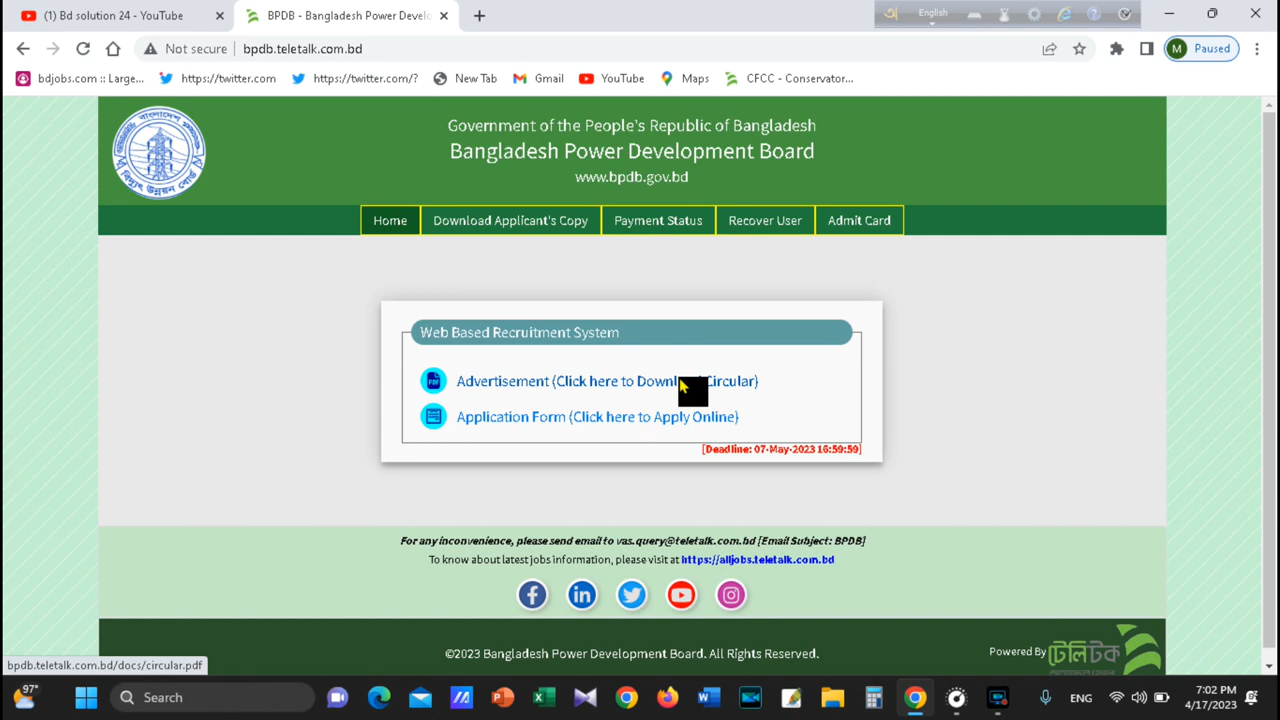 (1) Bd solution 24 - YouTube
BPDB - Bangladesh Power Develo
English
Not secure
bpdb.teletalk.com.bd
M
Paused
bdjobs.com :: Large...
https://twitter.com
https://twitter.com/?
New Tab
Gmail
YouTube
Maps
CFCC - Conservator...
বাংলাদেশ
বিদ্যুৎ উন্নয়ন বোর্ড
Government of the People's Republic of Bangladesh
Bangladesh Power Development Board
www.bpdb.gov.bd
Home
Download Applicant's Copy
Payment Status
Recover User
Admit Card
Web Based Recruitment System
PDF
Advertisement (Click here to Downl Circular)
Application Form (Click here to Apply Online)
[Deadline: 07-May-2023 16:59:59]
For any inconvenience, please send email to vas.query@teletalk.com.bd [Email Subject: BPDB]
To know about latest jobs information, please visit at https://alljobs.teletalk.com.bd
©2023 Bangladesh Power Development Board. All Rights Reserved.
Powered By
টেলিটক
bpdb.teletalk.com.bd/docs/circular.pdf
97°
Search
ENG
7:02 PM
4/17/2023